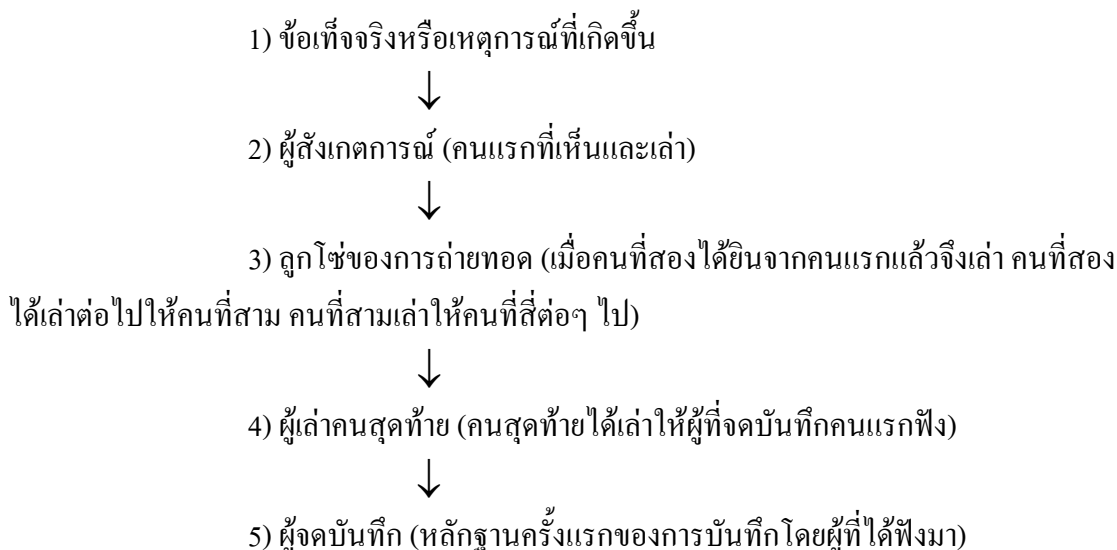 1) ข้อเท็จจริงหรือเหตุการณ์ที่เกิดขึ้น
↓
2) ผู้สังเกตการณ์ (คนแรกที่เห็นและเล่า)
↓
3) ลูกโซ่ของการถ่ายทอด (เมื่อคนที่สองได้ยินจากคนแรกแล้วจึงเล่า คนที่สอง
ได้เล่าต่อไปให้คนที่สาม คนที่สามเล่าให้คนที่สี่ต่อๆ ไป)
↓
4) ผู้เล่าคนสุดท้าย (คนสุดท้ายได้เล่าให้ผู้ที่จดบันทึกคนแรกฟัง)
↓
5) ผู้จดบันทึก (หลักฐานครั้งแรกของการบันทึกโดยผู้ที่ได้ฟังมา)